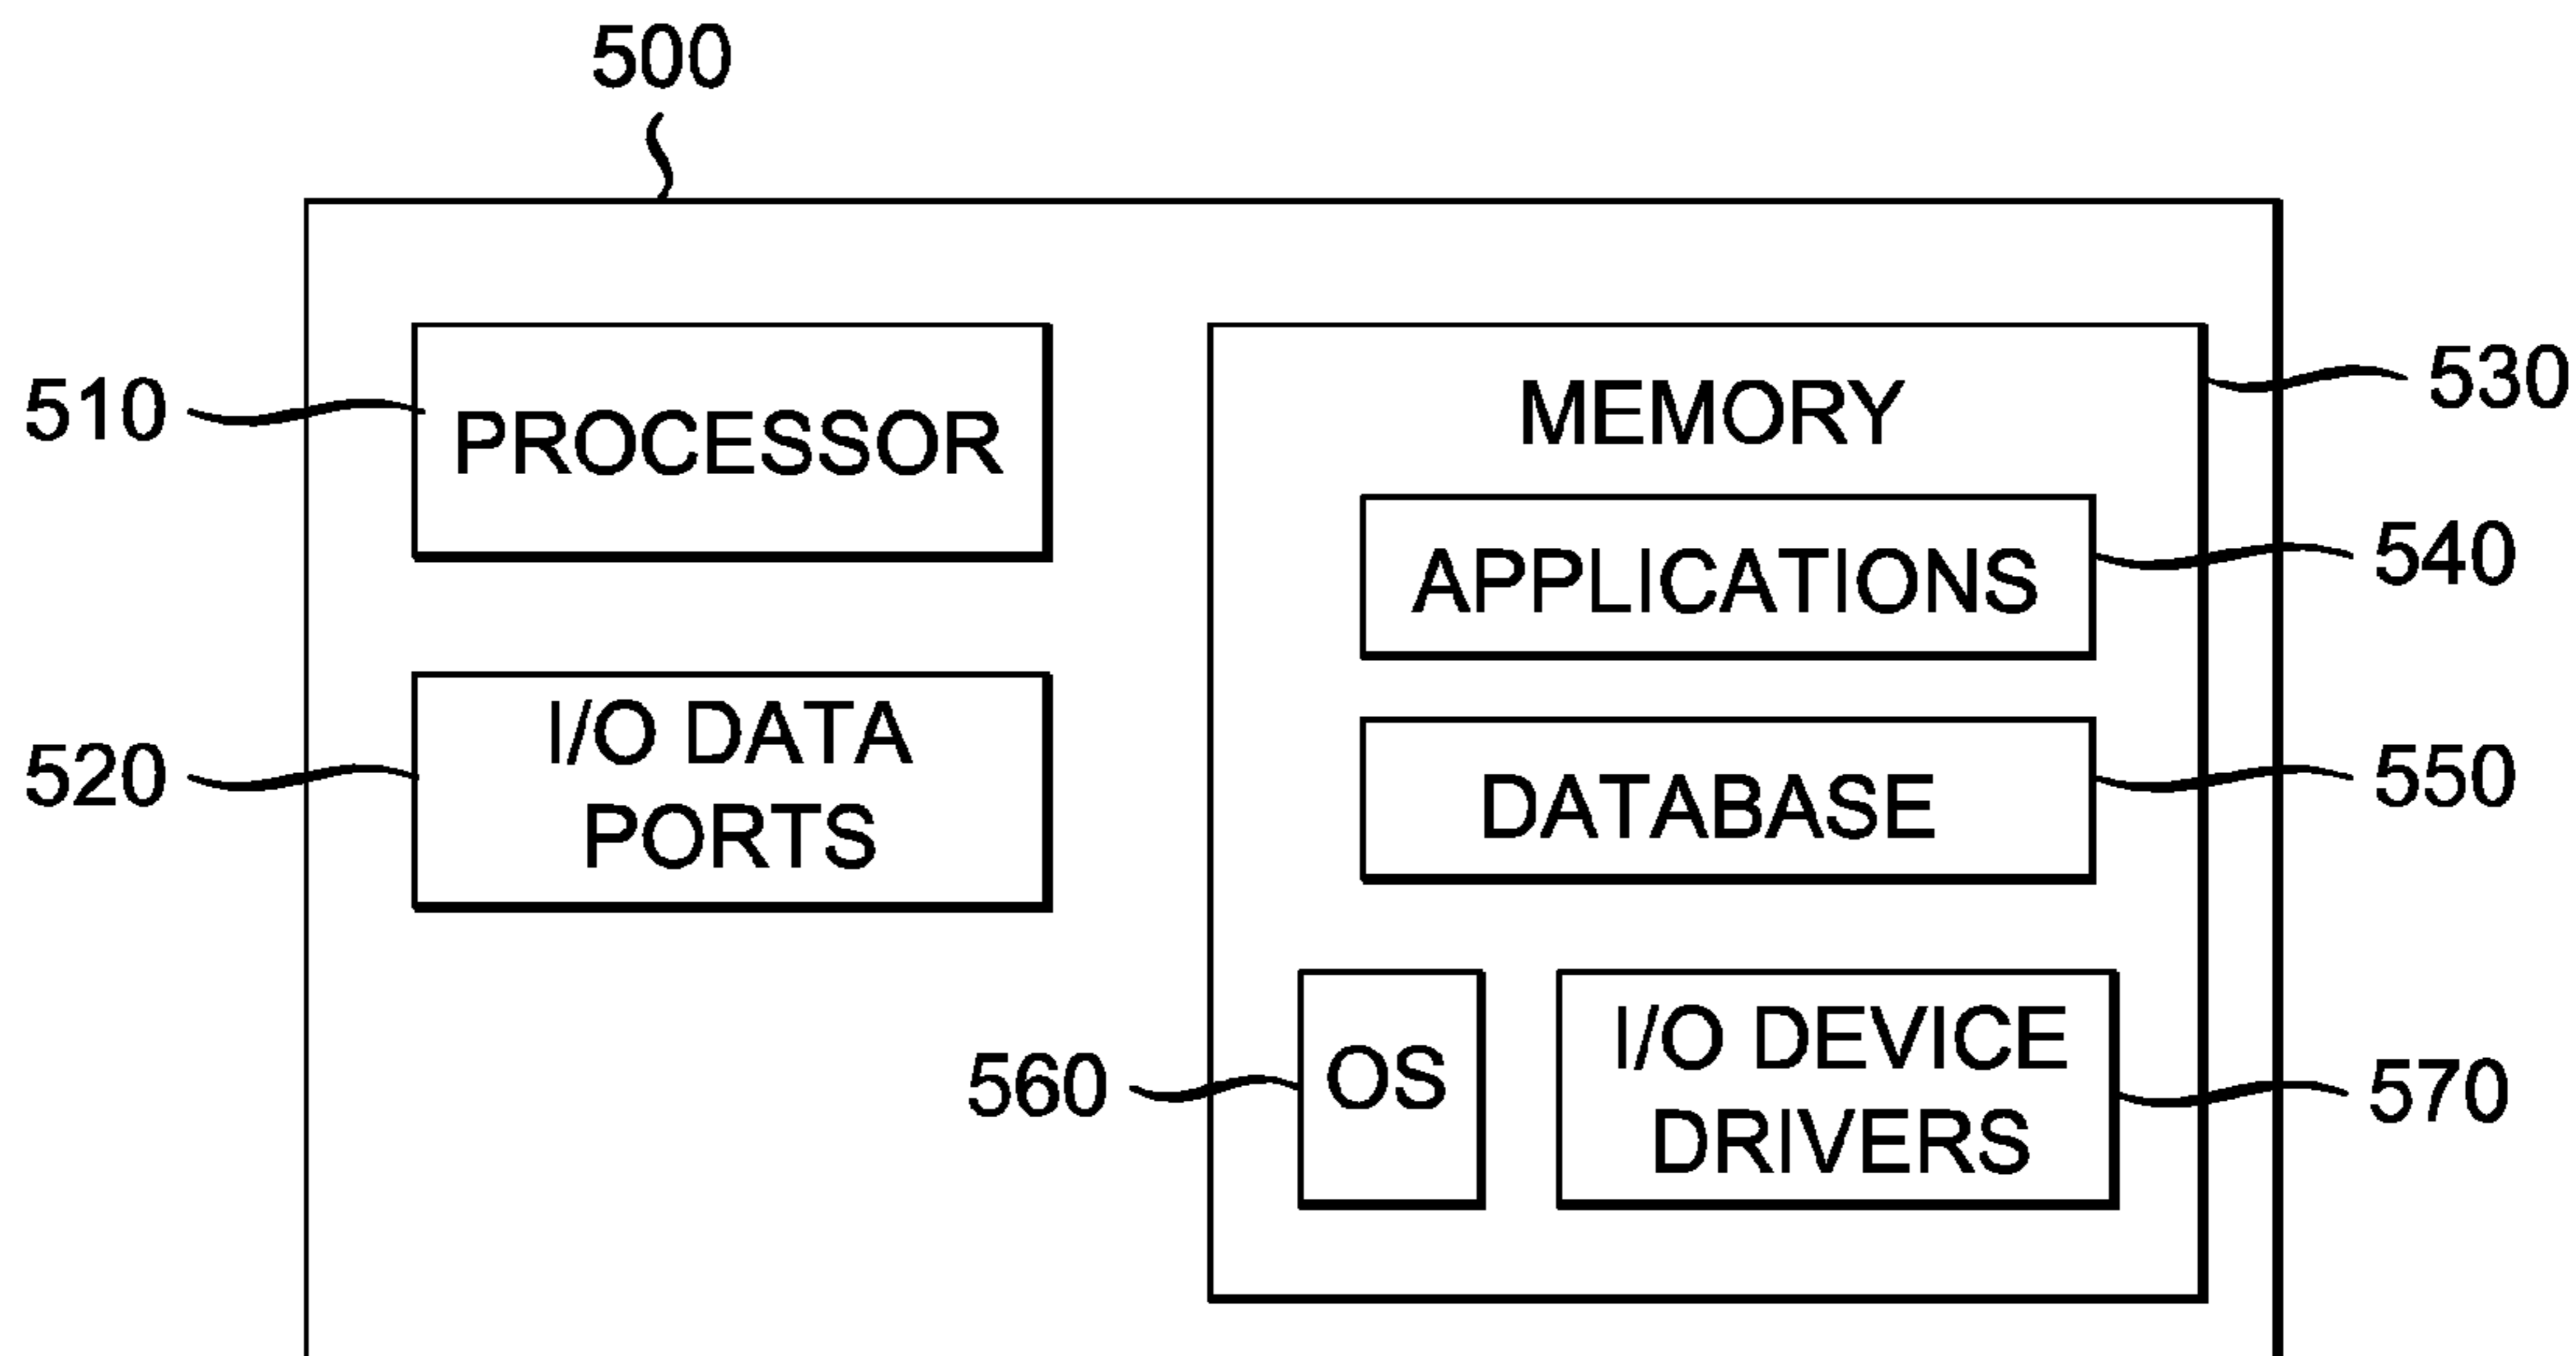 500
510
PROCESSOR
MEMORY
530
APPLICATIONS
540
520
I/O DATA
PORTS
DATABASE
550
560
OS
I/O DEVICE
DRIVERS
570